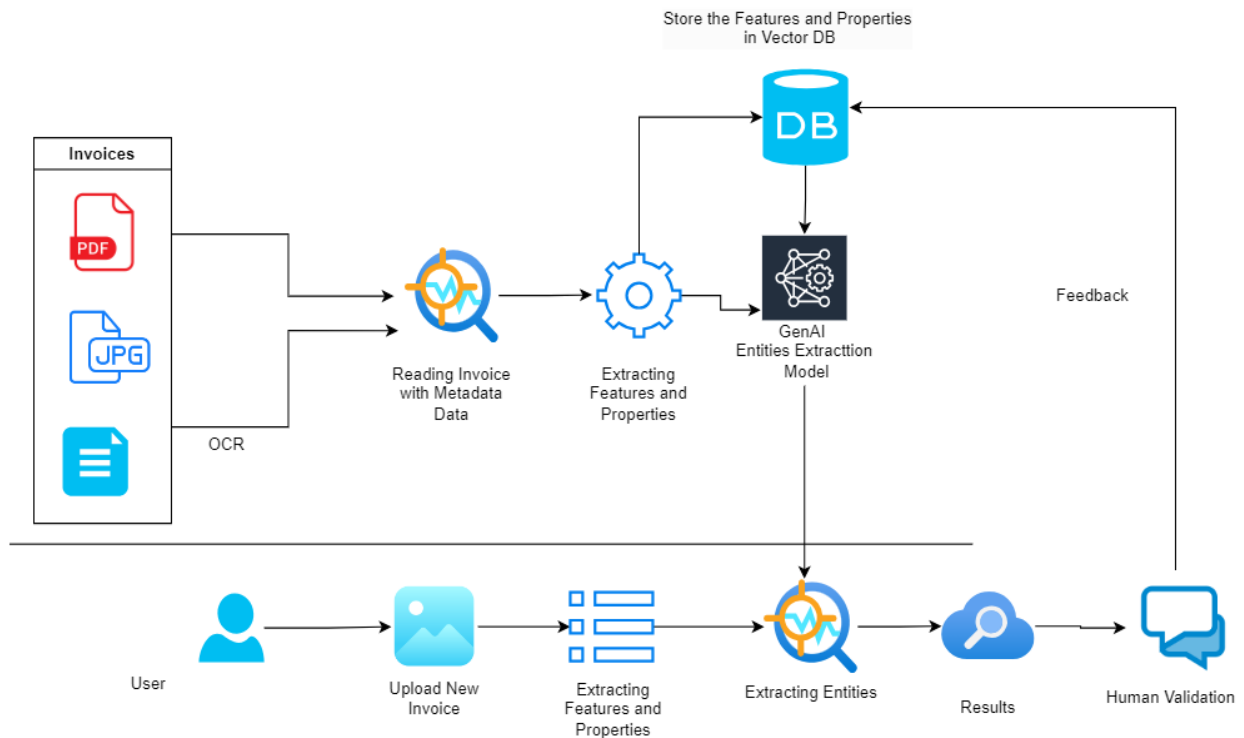 Store the Features and Properties
in Vector DB
DB
Invoices
PDF
JPG
OCR
Reading Invoice
with Metadata
Data
Extracting
Features and
Properties
GenAI
Entities Extracttion
Model
Feedback
User
Upload New
Invoice
Extracting
Features and
Properties
Extracting Entities
Results
Human Validation